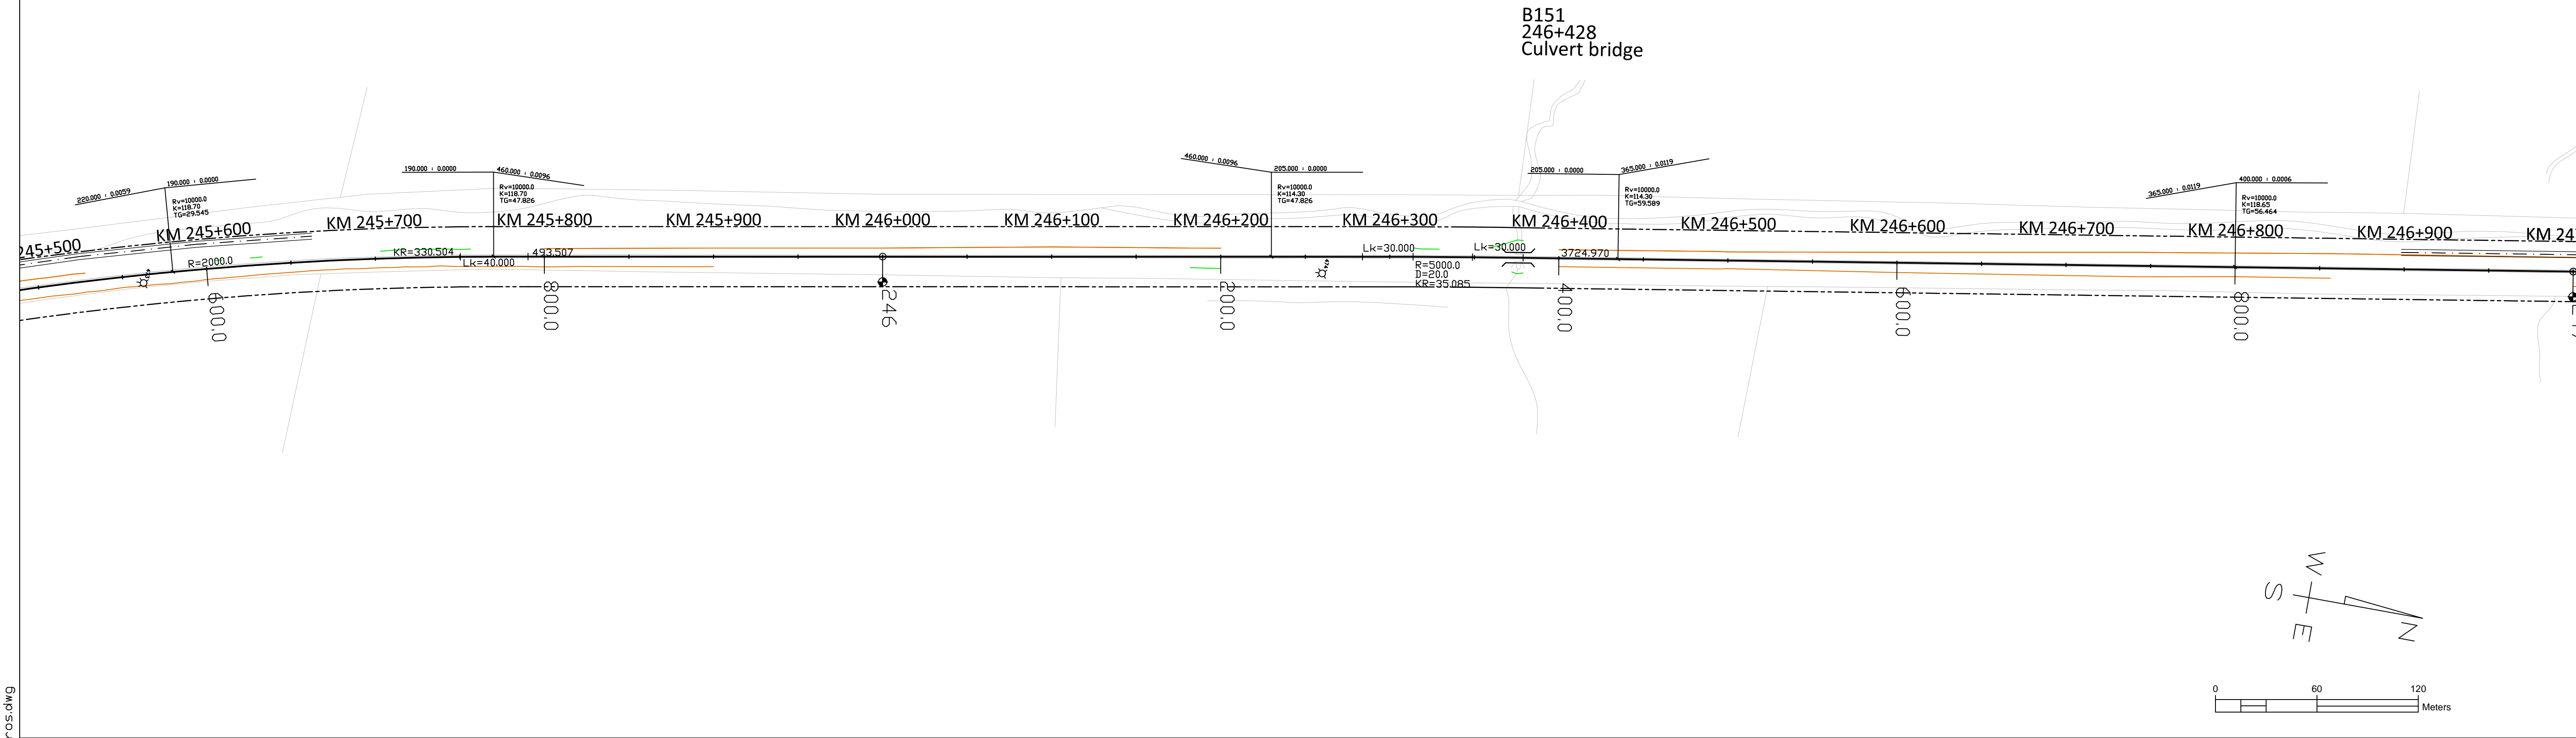 B151
246+428
Culvert bridge
220.000 : 0.0059
190.000 : 0.0000
Rv=10000.0
K=118.70
TG=29.545
190.000 : 0.0000
460.000 : 0.0096
Rv=10000.0
K=118.70
TG=47.826
460.000 : 0.0096
205.000 : 0.0000
Rv=10000.0
K=114.30
TG=47.826
205.000 : 0.0000
365.000 : 0.0119
Rv=10000.0
K=114.30
TG=59.589
365.000 : 0.0119
400.000 : 0.0006
Rv=10000.0
K=118.65
TG=56.464
245+500
KM 245+600
KM 245+700
KM 245+800
KM 245+900
KM 246+000
KM 246+100
KM 246+200
KM 246+300
KM 246+400
KM 246+500
KM 246+600
KM 246+700
KM 246+800
KM 246+900
KM 24
R=2000.0
KR=330.504
Lk=40.000
493.507
Lk=30.000
R=5000.0
D=20.0
KR=35.085
Lk=30.000
3724.970
600.0
800.0
246
200.0
400.0
600.0
800.0
W
S
E
N
0 60 120
Meters
os.dwg